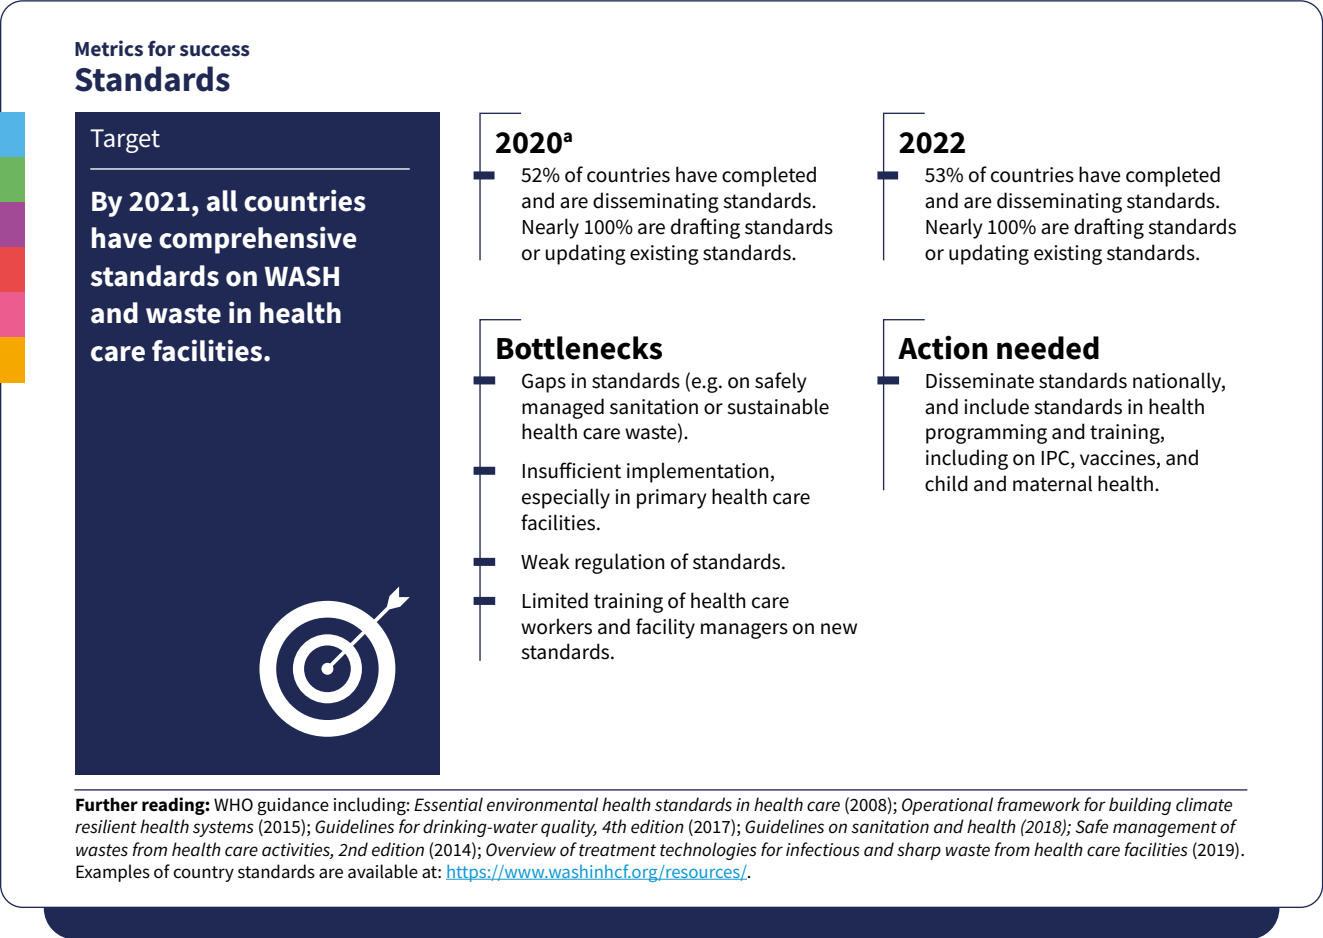 Metrics for success
Standards
Target
By 2021, all countries
have comprehensive
standards on WASH
and waste in health
care facilities.
2020ᵃ
52% of countries have completed
and are disseminating standards.
Nearly 100% are drafting standards
or updating existing standards.
2022
53% of countries have completed
and are disseminating standards.
Nearly 100% are drafting standards
or updating existing standards.
Bottlenecks
Gaps in standards (e.g. on safely
managed sanitation or sustainable
health care waste).
Insufficient implementation,
especially in primary health care
facilities.
Weak regulation of standards.
Limited training of health care
workers and facility managers on new
standards.
Action needed
Disseminate standards nationally,
and include standards in health
programming and training,
including on IPC, vaccines, and
child and maternal health.
Further reading: WHO guidance including: Essential environmental health standards in health care (2008); Operational framework for building climate
resilient health systems (2015); Guidelines for drinking-water quality, 4th edition (2017); Guidelines on sanitation and health (2018); Safe management of
wastes from health care activities, 2nd edition (2014); Overview of treatment technologies for infectious and sharp waste from health care facilities (2019).
Examples of country standards are available at: https://www.washinhcf.org/resources/.